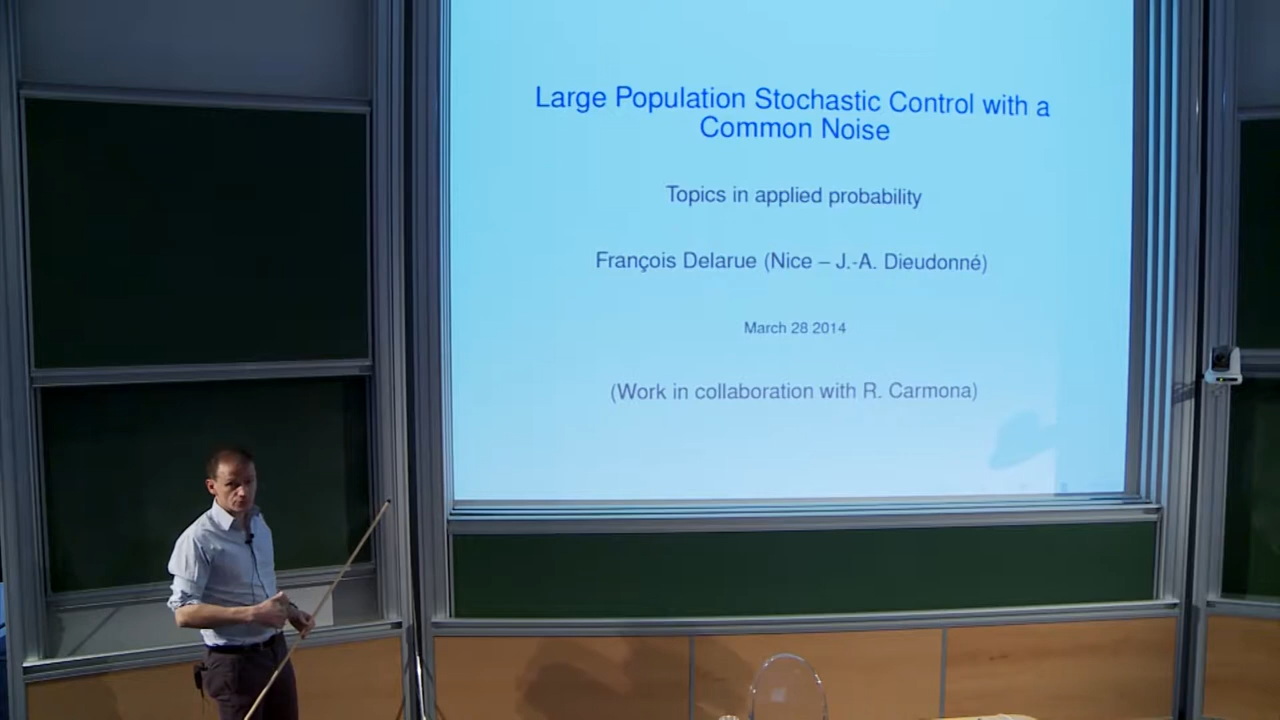 Large Population Stochastic Control with a
Common Noise
Topics in applied probability
François Delarue (Nice – J.-A. Dieudonné)
March 28 2014
(Work in collaboration with R. Carmona)